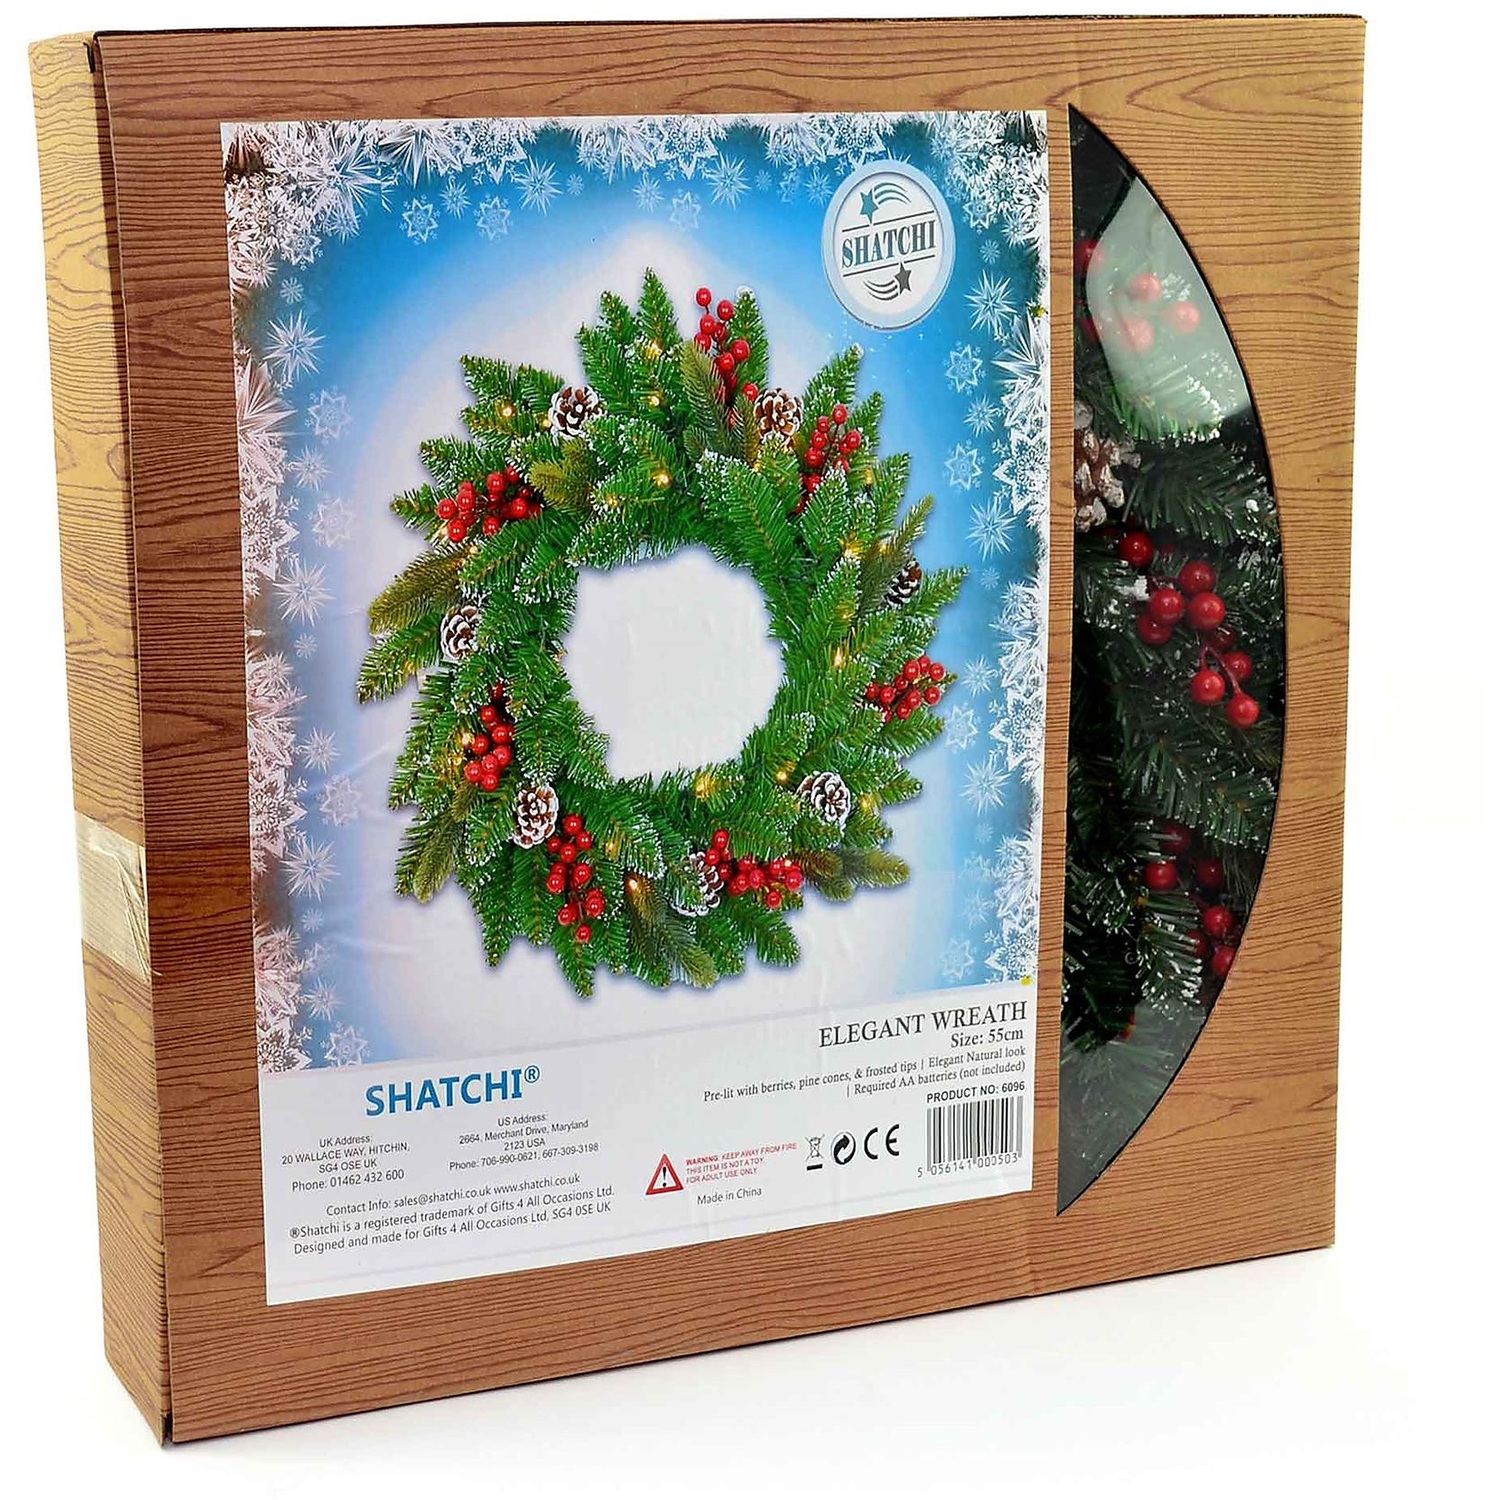 SHATCHI
ELEGANT WREATH
Size: 55cm
Pre-lit with berries, pine cones, & frosted tips | Elegant Natural look
| Required AA batteries (not included)
PRODUCT NO: 6096
5 056141 000503
SHATCHI®
UK Address:
20 WALLACE WAY, HITCHIN,
SG4 OSE UK
Phone: 01462 432 600
US Address:
2664, Merchant Drive, Maryland
2123 USA
Phone: 706-990-0621, 667-309-3198
Contact Info: sales@shatchi.co.uk www.shatchi.co.uk
®Shatchi is a registered trademark of Gifts 4 All Occasions Ltd.
Designed and made for Gifts 4 All Occasions Ltd, SG4 0SE UK
WARNING: KEEP AWAY FROM FIRE
THIS ITEM IS NOT A TOY.
FOR ADULT USE ONLY
Made in China
CE